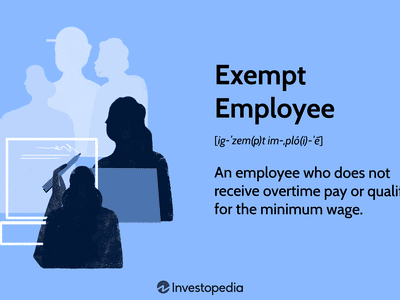 Exempt
Employee
[ig-ˈzem(p)t im-ˌplȯ(i)-ˈē]
An employee who does not
receive overtime pay or qualif
for the minimum wage.
Investopedia